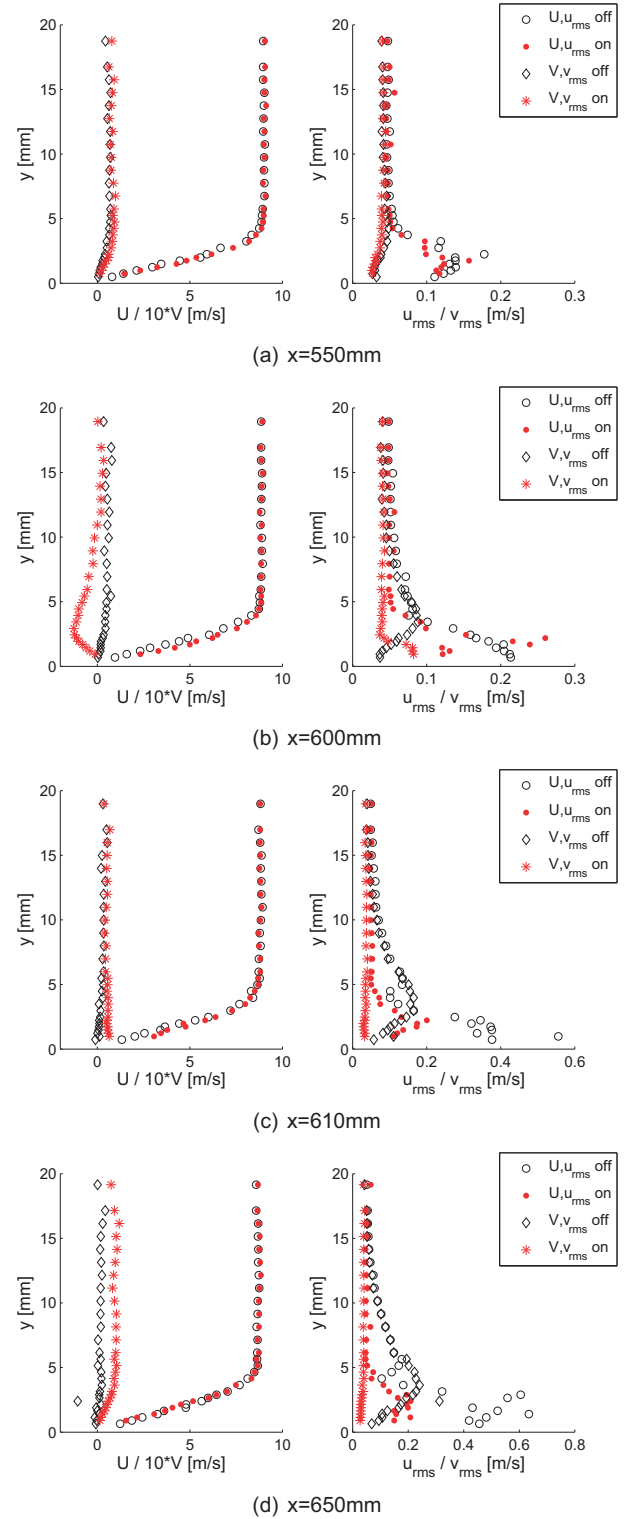 20
15
10
5
0
y [mm]
0
5
10
U / 10*V [m/s]
20
15
10
5
0
y [mm]
0
0.1
0.2
0.3
u_rms / v_rms [m/s]
U,u_rms off
U,u_rms on
V,v_rms off
V,v_rms on
(a) x=550mm
20
15
10
5
0
y [mm]
0
5
10
U / 10*V [m/s]
20
15
10
5
0
y [mm]
0
0.1
0.2
0.3
u_rms / v_rms [m/s]
U,u_rms off
U,u_rms on
V,v_rms off
V,v_rms on
(b) x=600mm
20
15
10
5
0
y [mm]
0
5
10
U / 10*V [m/s]
20
15
10
5
0
y [mm]
0
0.2
0.4
0.6
u_rms / v_rms [m/s]
U,u_rms off
U,u_rms on
V,v_rms off
V,v_rms on
(c) x=610mm
20
15
10
5
0
y [mm]
0
5
10
U / 10*V [m/s]
20
15
10
5
0
y [mm]
0
0.2
0.4
0.6
u_rms / v_rms [m/s]
U,u_rms off
U,u_rms on
V,v_rms off
V,v_rms on
(d) x=650mm